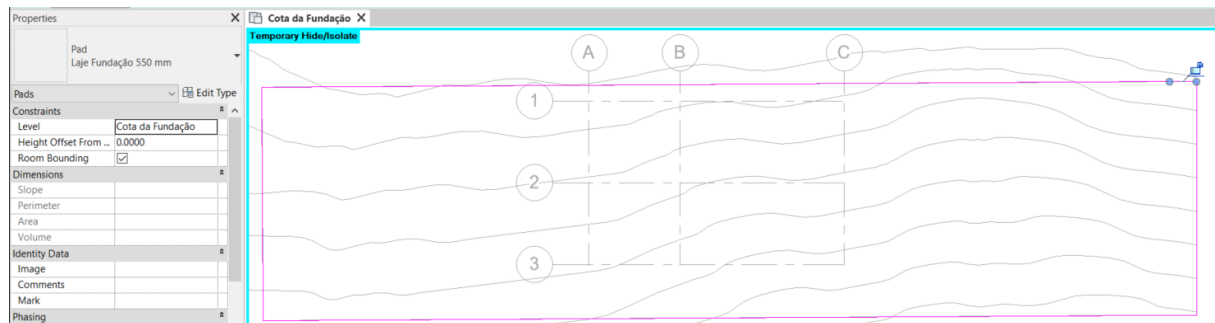 Properties X Cota da Fundação X
Temporary Hide/Isolate
Pad
Laje Fundação 550 mm
Pads Edit Type
Constraints
Level Cota da Fundação
Height Offset From ... 0.0000
Room Bounding
Dimensions
Slope
Perimeter
Area
Volume
Identity Data
Image
Comments
Mark
Phasing
A B C
1
2
3